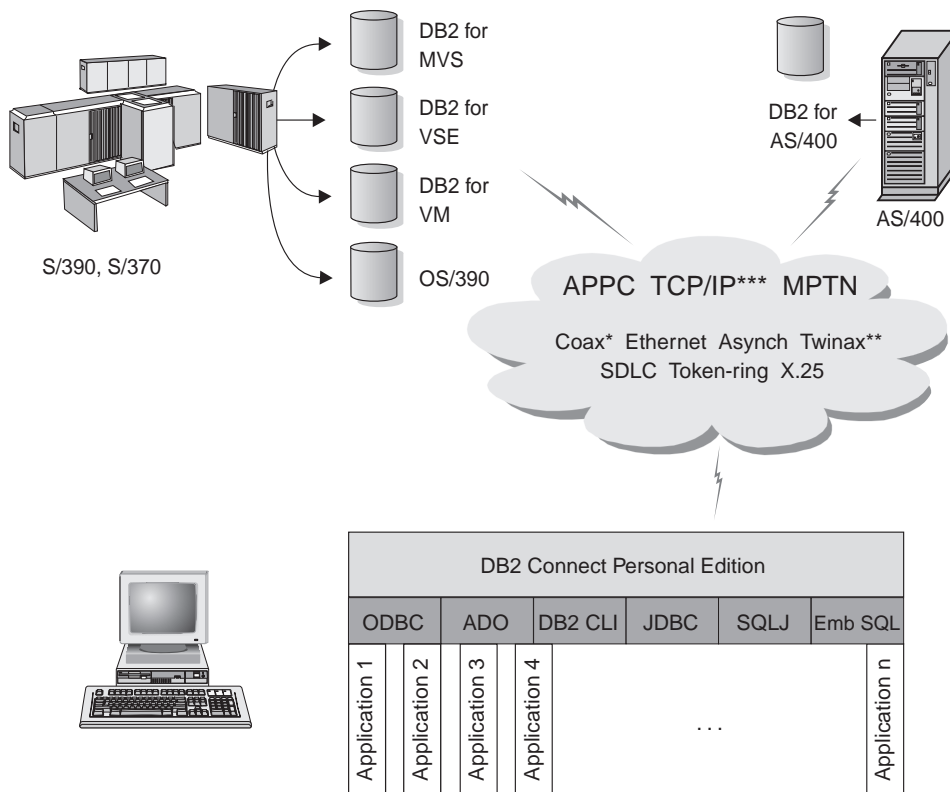 DB2 for
MVS
DB2 for
VSE
DB2 for
VM
OS/390
S/390, S/370
DB2 for
AS/400
AS/400
APPC TCP/IP*** MPTN
Coax* Ethernet Asynch Twinax**
SDLC Token-ring X.25
DB2 Connect Personal Edition
ODBC ADO DB2 CLI JDBC SQLJ Emb SQL
Application 1
Application 2
Application 3
Application 4
. . .
Application n